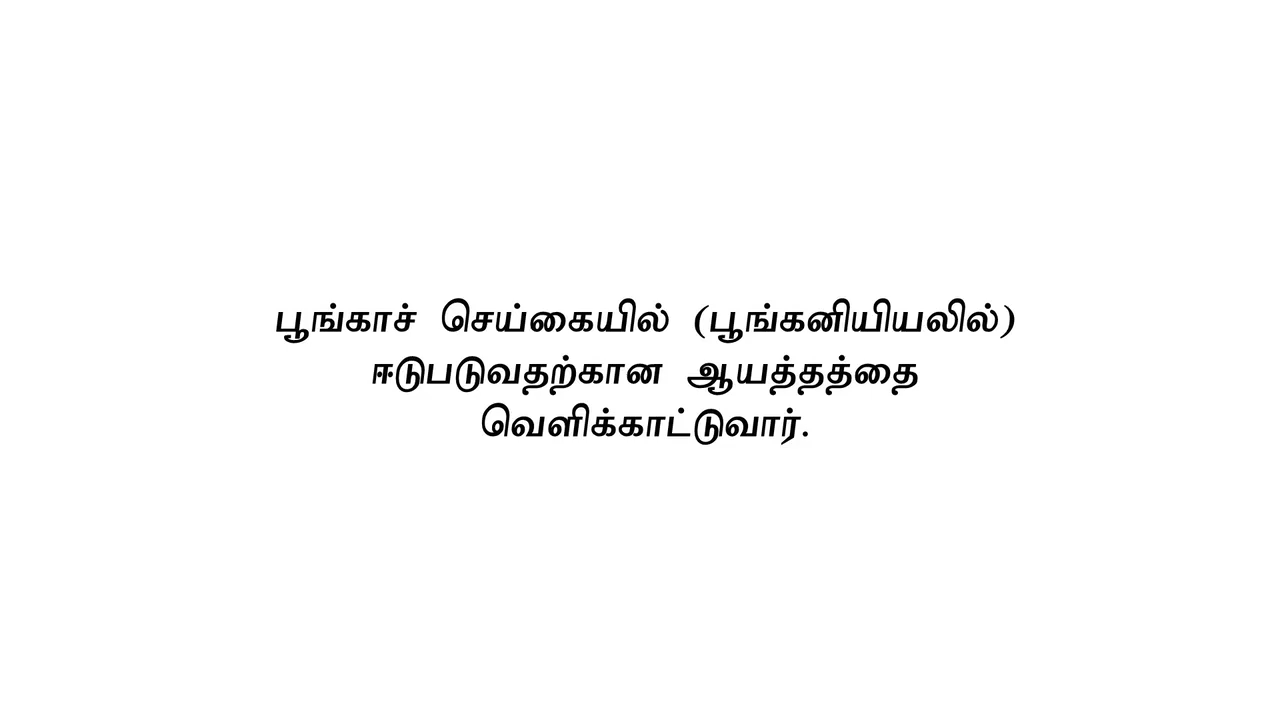 பூங்காச் செய்கையில் (பூங்கனியியலில்)
ஈடுபடுவதற்கான ஆயத்தத்தை
வெளிக்காட்டுவார்.